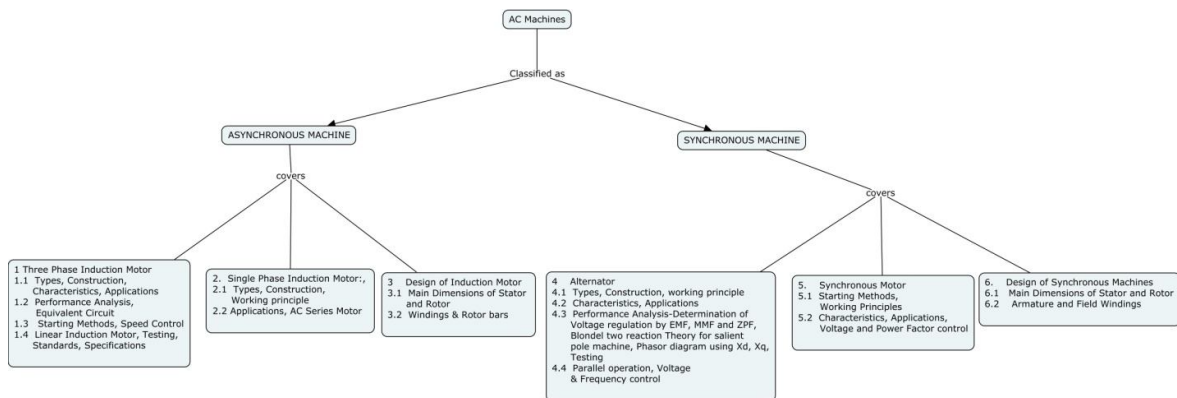 AC Machines
Classified as
ASYNCHRONOUS MACHINE
SYNCHRONOUS MACHINE
covers
covers
1 Three Phase Induction Motor
1.1 Types, Construction,
Characteristics, Applications
1.2 Performance Analysis,
Equivalent Circuit
1.3 Starting Methods, Speed Control
1.4 Linear Induction Motor, Testing,
Standards, Specifications
2. Single Phase Induction Motor:,
2.1 Types, Construction,
Working principle
2.2 Applications, AC Series Motor
3 Design of Induction Motor
3.1 Main Dimensions of Stator
and Rotor
3.2 Windings & Rotor bars
4 Alternator
4.1 Types, Construction, working principle
4.2 Characteristics, Applications
4.3 Performance Analysis-Determination of
Voltage regulation by EMF, MMF and ZPF,
Blondel two reaction Theory for salient
pole machine, Phasor diagram using Xd, Xq,
Testing
4.4 Parallel operation, Voltage
& Frequency control
5. Synchronous Motor
5.1 Starting Methods,
Working Principles
5.2 Characteristics, Applications,
Voltage and Power Factor control
6. Design of Synchronous Machines
6.1 Main Dimensions of Stator and Rotor
6.2 Armature and Field Windings